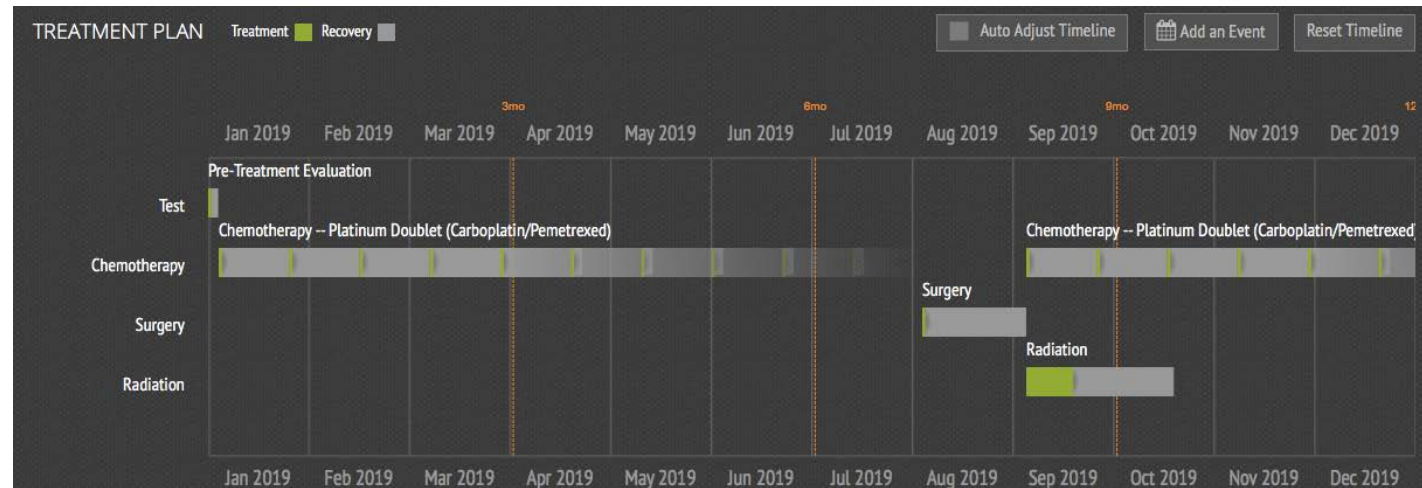 TREATMENT PLAN Treatment Recovery Auto Adjust Timeline Add an Event Reset Timeline
3mo 6mo 9mo 12
Jan 2019 Feb 2019 Mar 2019 Apr 2019 May 2019 Jun 2019 Jul 2019 Aug 2019 Sep 2019 Oct 2019 Nov 2019 Dec 2019
Pre-Treatment Evaluation
Test
Chemotherapy -- Platinum Doublet (Carboplatin/Pemetrexed) Chemotherapy -- Platinum Doublet (Carboplatin/Pemetrexed
Chemotherapy
Surgery
Surgery
Radiation
Radiation
Jan 2019 Feb 2019 Mar 2019 Apr 2019 May 2019 Jun 2019 Jul 2019 Aug 2019 Sep 2019 Oct 2019 Nov 2019 Dec 2019